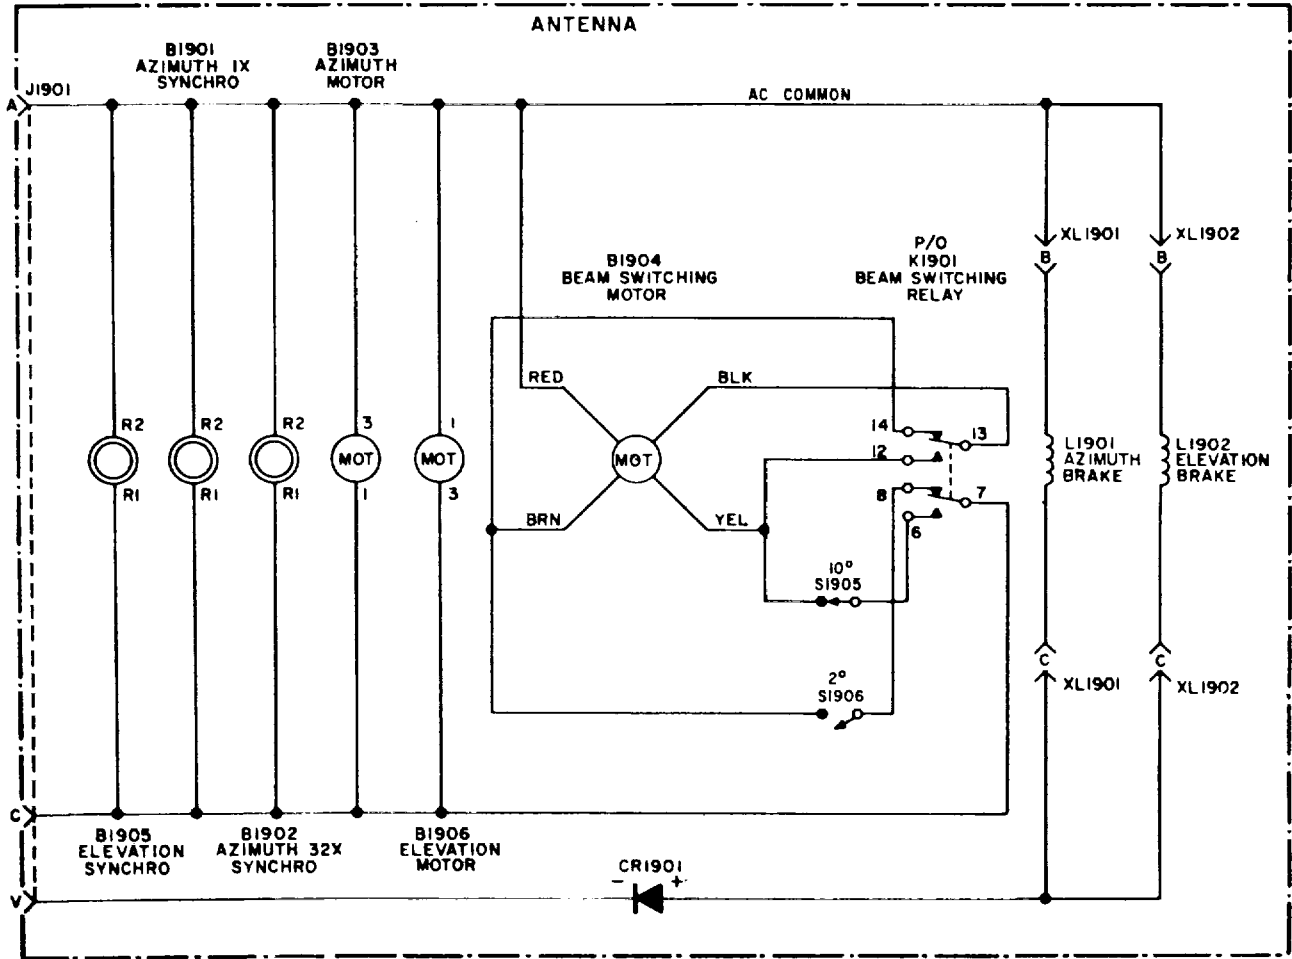 ANTENNA
B1901
AZIMUTH 1X
SYNCHRO
B1903
AZIMUTH
MOTOR
J1901
A
AC COMMON
XL1901
XL1902
B
B
B1904
BEAM SWITCHING
MOTOR
P/O
K1901
BEAM SWITCHING
RELAY
RED
BLK
R2
R2
R2
3
1
14
13
MOT
MOT
MOT
12
L1901
AZIMUTH
BRAKE
L1902
ELEVATION
BRAKE
R1
R1
R1
1
3
8
7
BRN
YEL
6
10°
S1905
C
C
2°
S1906
XL1901
XL1902
C
B1905
ELEVATION
SYNCHRO
B1902
AZIMUTH 32X
SYNCHRO
B1906
ELEVATION
MOTOR
CR1901
- +
V